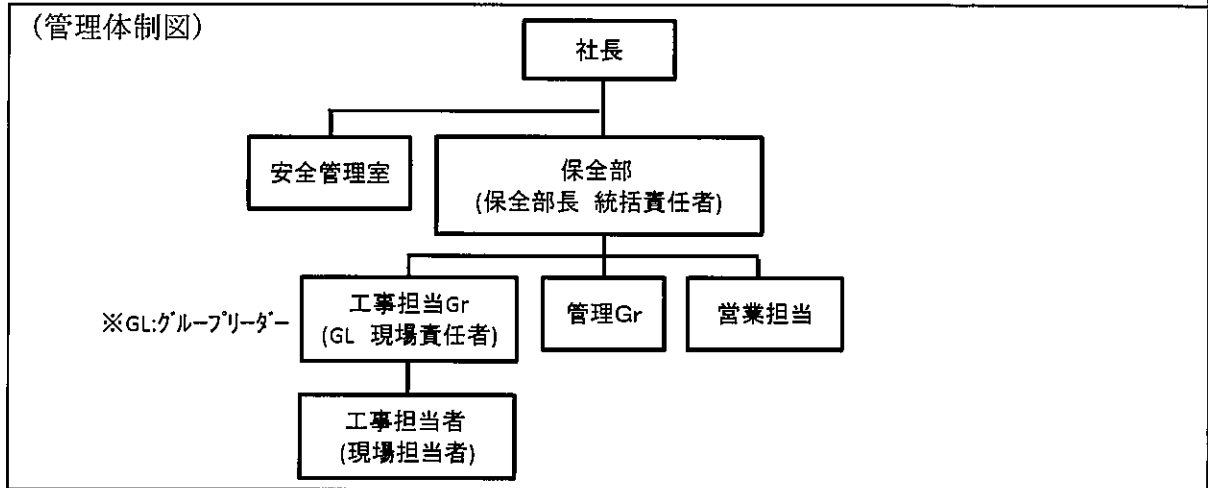 (管理体制図)
社長
安全管理室
保全部
(保全部長 統括責任者)
※GL:ｸﾞﾙｰﾌﾟﾘｰﾀﾞｰ
工事担当Gr
(GL 現場責任者)
管理Gr
営業担当
工事担当者
(現場担当者)